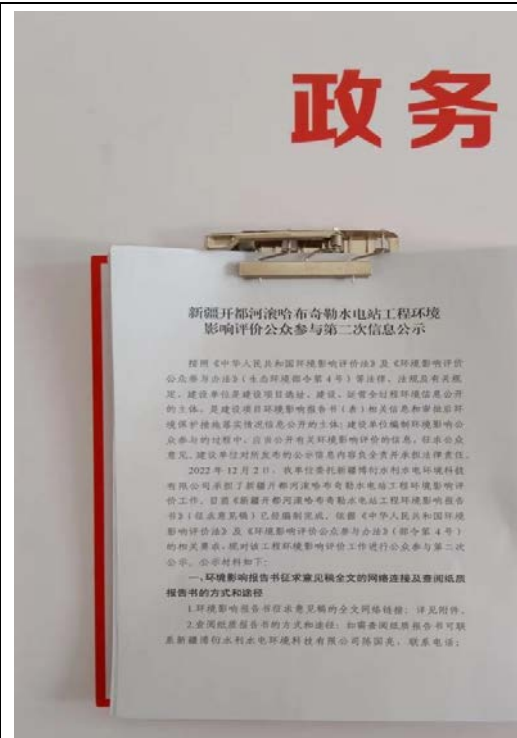 政务
新疆开都河滚哈布奇勒水电站工程环境
影响评价公众参与第二次信息公示
按照《中华人民共和国环境影响评价法》及《环境影响评价
公众参与办法》（生态环境部令第4号）等法律、法规及有关规
定，建设单位是建设项目选址、建设、运营全过程环境信息公开
的主体，是建设项目环境影响报告书（表）相关信息和审批后环
境保护措施落实情况信息公开的主体；建设单位编制环境影响公
众参与的过程中，应当公开有关环境影响评价的信息，征求公众
意见。建设单位对所发布的公示信息内容负全责并承担法律责任。
2022年12月2日，我单位委托新疆博衍水利水电环境科技
有限公司承担了新疆开都河滚哈布奇勒水电站工程环境影响评
价工作。目前《新疆开都河滚哈布奇勒水电站工程环境影响报告
书》（征求意见稿）已经编制完成。依据《中华人民共和国环境
影响评价法》及《环境影响评价公众参与办法》（部令第4号）
的相关要求，现对该工程环境影响评价工作进行公众参与第二次
公示。公示材料如下：
一、环境影响报告书征求意见稿全文的网络连接及查阅纸质
报告书的方式和途径
1.环境影响报告书征求意见稿的全文网络链接：详见附件。
2.查阅纸质报告书的方式和途径：如需查阅纸质报告书可联
系新疆博衍水利水电环境科技有限公司陈国亮，联系电话：